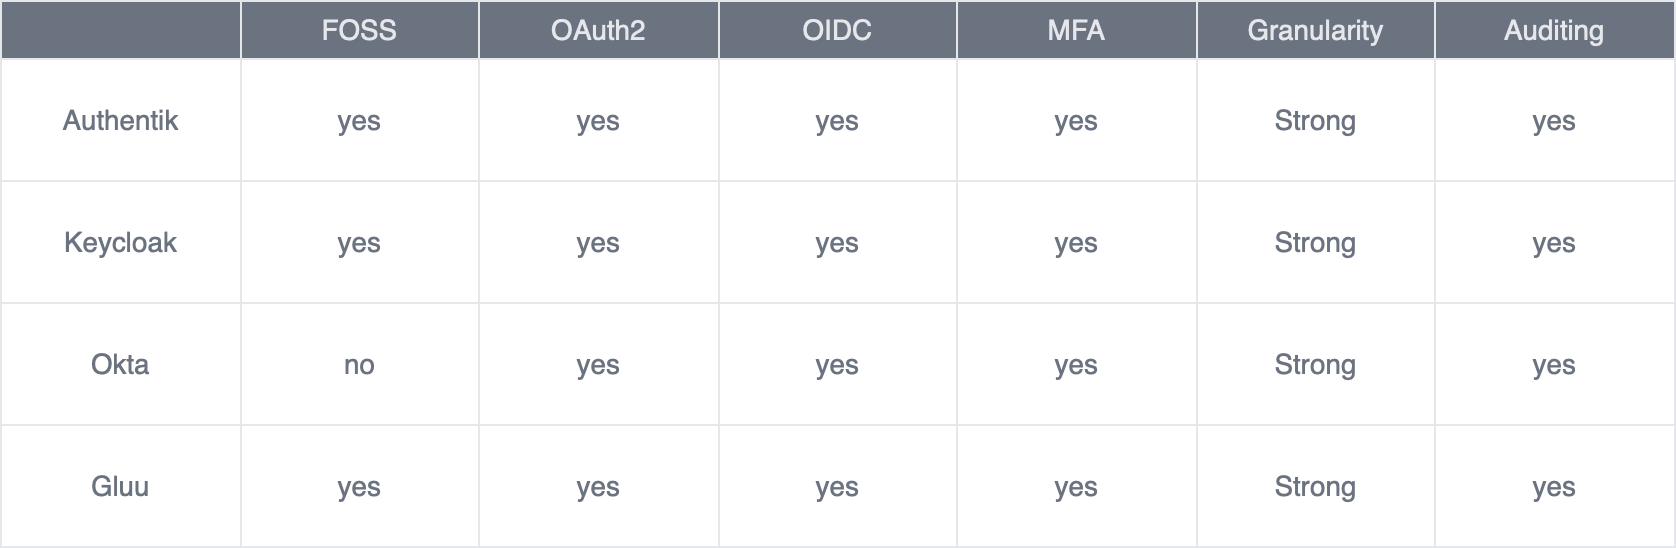 FOSS OAuth2 OIDC MFA Granularity Auditing
Authentik yes yes yes yes Strong yes
Keycloak yes yes yes yes Strong yes
Okta no yes yes yes Strong yes
Gluu yes yes yes yes Strong yes